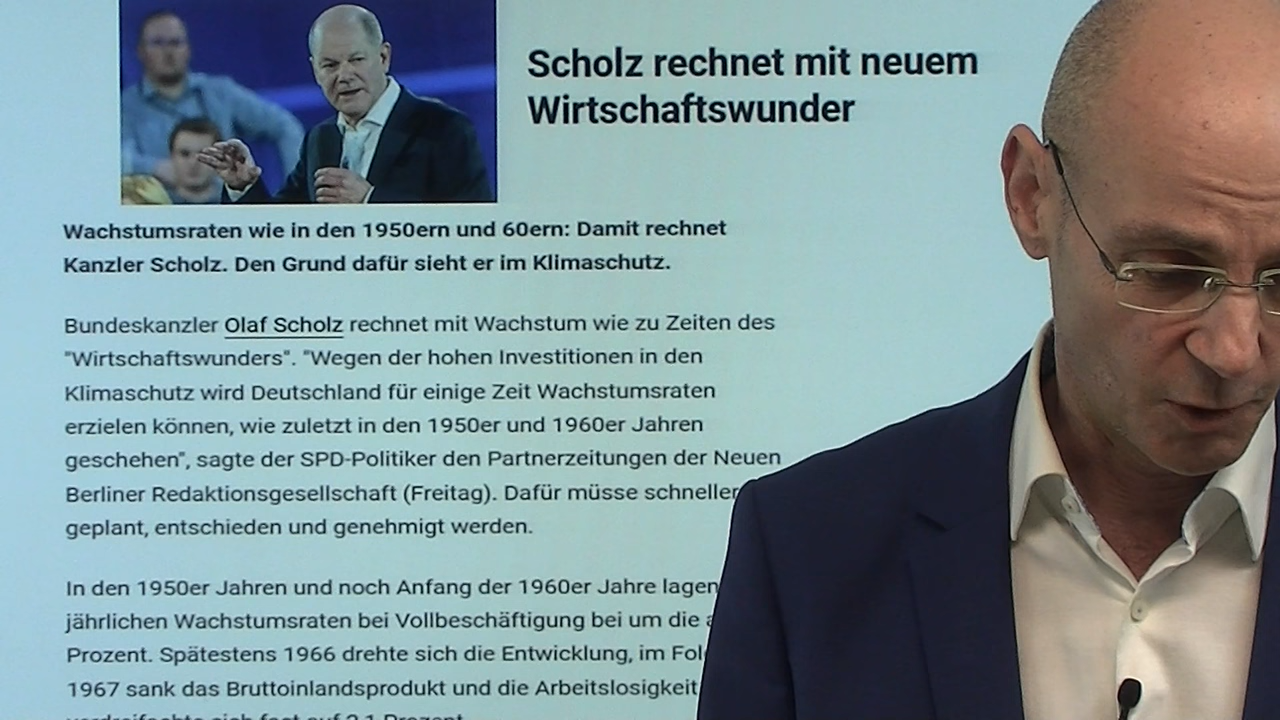 Scholz rechnet mit neuem
Wirtschaftswunder
Wachstumsraten wie in den 1950ern und 60ern: Damit rechnet
Kanzler Scholz. Den Grund dafür sieht er im Klimaschutz.
Bundeskanzler Olaf Scholz rechnet mit Wachstum wie zu Zeiten des
"Wirtschaftswunders". "Wegen der hohen Investitionen in den
Klimaschutz wird Deutschland für einige Zeit Wachstumsraten
erzielen können, wie zuletzt in den 1950er und 1960er Jahren
geschehen", sagte der SPD-Politiker den Partnerzeitungen der Neuen
Berliner Redaktionsgesellschaft (Freitag). Dafür müsse schneller
geplant, entschieden und genehmigt werden.
In den 1950er Jahren und noch Anfang der 1960er Jahre lagen
jährlichen Wachstumsraten bei Vollbeschäftigung bei um die
Prozent. Spätestens 1966 drehte sich die Entwicklung, im
1967 sank das Bruttoinlandsprodukt und die Arbeitslosigkeit